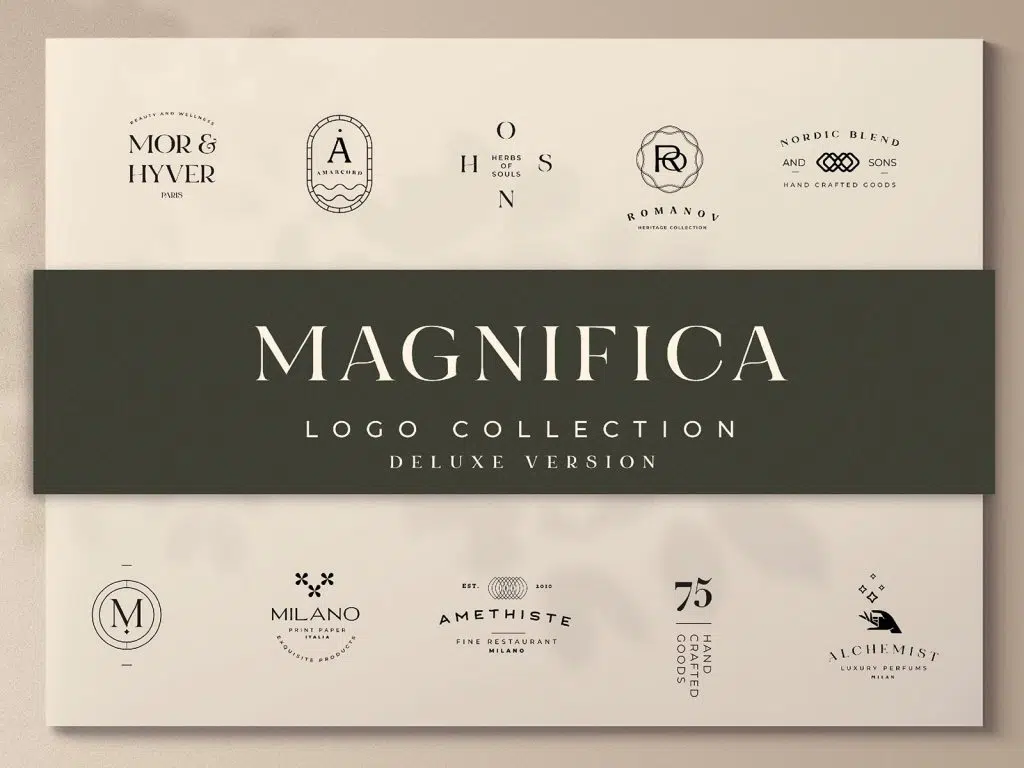 BEAUTY AND WELLNESS
MOR &
HYVER
PARIS
A
AMARCORD
O
H HERBS S
OF
SOULS
N
RO
ROMANOV
HERITAGE COLLECTION
NORDIC BLEND
AND SONS
HAND CRAFTED GOODS
MAGNIFICA
LOGO COLLECTION
DELUXE VERSION
M
MILANO
PRINT PAPER
ITALIA
EXQUISITE PRODUCTS
EST. 2010
AMETHISTE
FINE RESTAURANT
MILANO
75
HAND
CRAFTED
GOODS
ALCHEMIST
LUXURY PERFUMS
MILAN